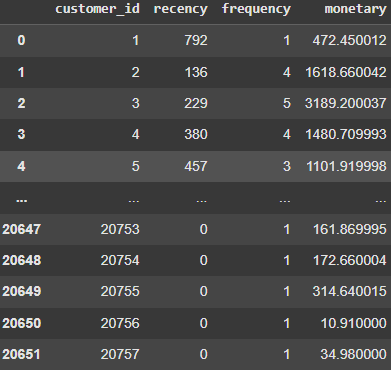 customer_id recency frequency monetary
0 1 792 1 472.450012
1 2 136 4 1618.660042
2 3 229 5 3189.200037
3 4 380 4 1480.709993
4 5 457 3 1101.919998
... ... ... ... ...
20647 20753 0 1 161.869995
20648 20754 0 1 172.660004
20649 20755 0 1 314.640015
20650 20756 0 1 10.910000
20651 20757 0 1 34.980000